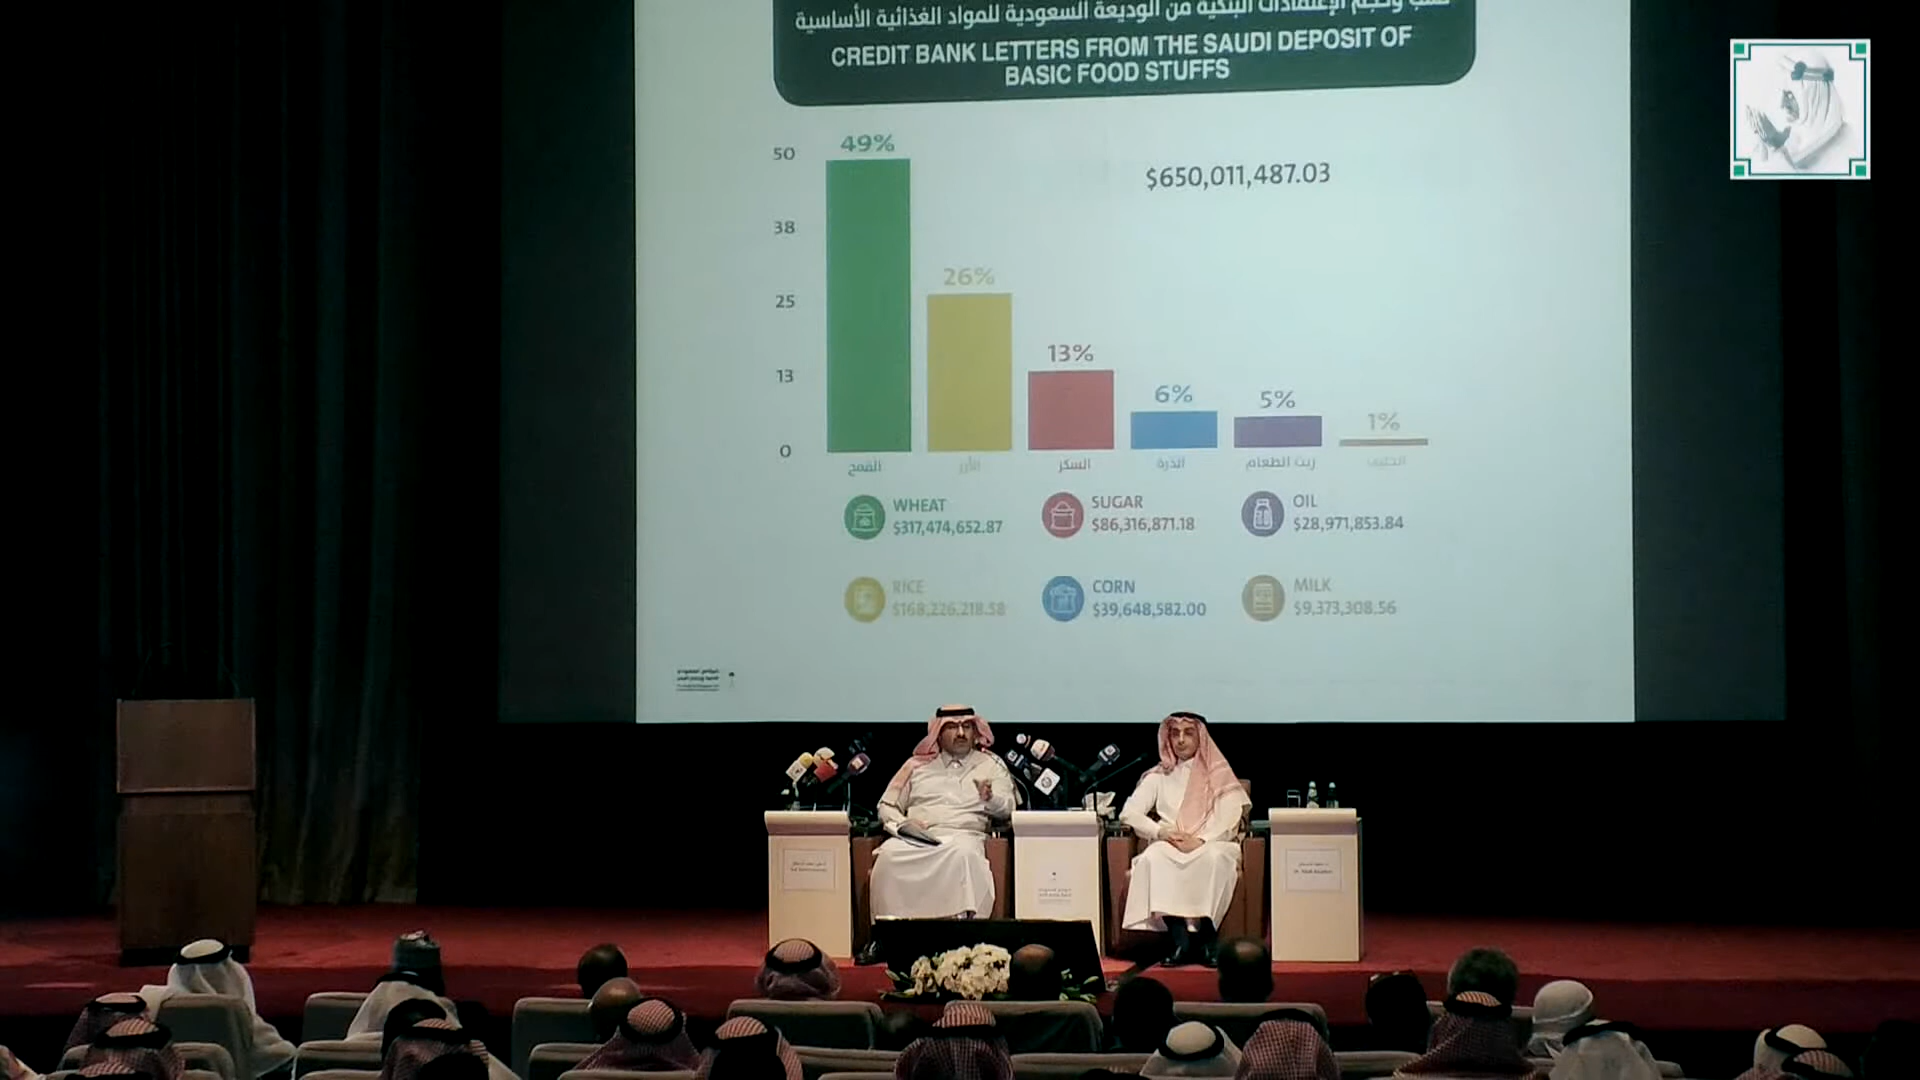 نسب وحجم الإعتمادات البنكية من الوديعة السعودية للمواد الغذائية الأساسية
CREDIT BANK LETTERS FROM THE SAUDI DEPOSIT OF
BASIC FOOD STUFFS
$650,011,487.03
50
38
25
13
0
49%
26%
13%
6%
5%
1%
القمح
الأرز
السكر
الذرة
زيت الطعام
الحليب
WHEAT
$317,474,652.87
SUGAR
$86,316,871.18
OIL
$28,971,853.84
RICE
$168,226,218.58
CORN
$39,648,582.00
MILK
$9,373,308.56